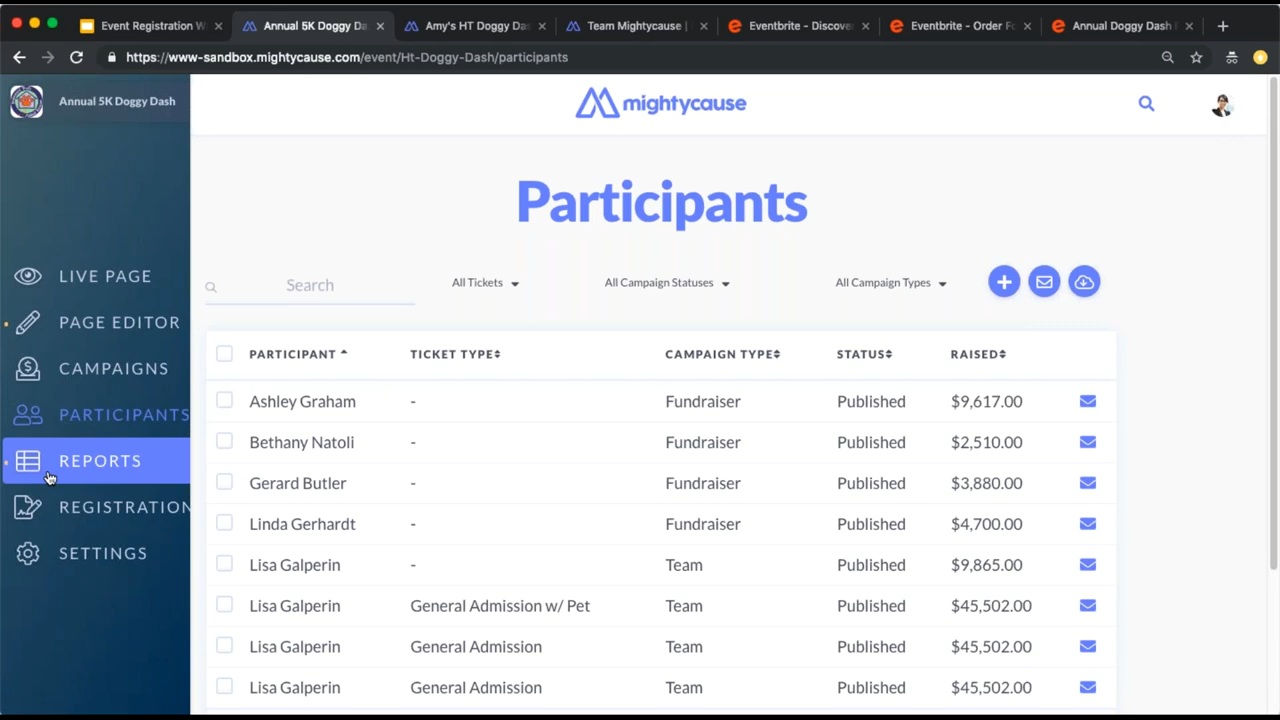 Event Registration W
Annual 5K Doggy Da
Amy's HT Doggy Das
Team Mightycause |
Eventbrite - Discove
Eventbrite - Order Fo
Annual Doggy Dash
https://www-sandbox.mightycause.com/event/Ht-Doggy-Dash/participants
Annual 5K Doggy Dash
mightycause
LIVE PAGE
PAGE EDITOR
CAMPAIGNS
PARTICIPANTS
REPORTS
REGISTRATION
SETTINGS
Participants
Search
All Tickets
All Campaign Statuses
All Campaign Types
PARTICIPANT TICKET TYPE CAMPAIGN TYPE STATUS RAISED
Ashley Graham - Fundraiser Published $9,617.00
Bethany Natoli - Fundraiser Published $2,510.00
Gerard Butler - Fundraiser Published $3,880.00
Linda Gerhardt - Fundraiser Published $4,700.00
Lisa Galperin - Team Published $9,865.00
Lisa Galperin General Admission w/ Pet Team Published $45,502.00
Lisa Galperin General Admission Team Published $45,502.00
Lisa Galperin General Admission Team Published $45,502.00